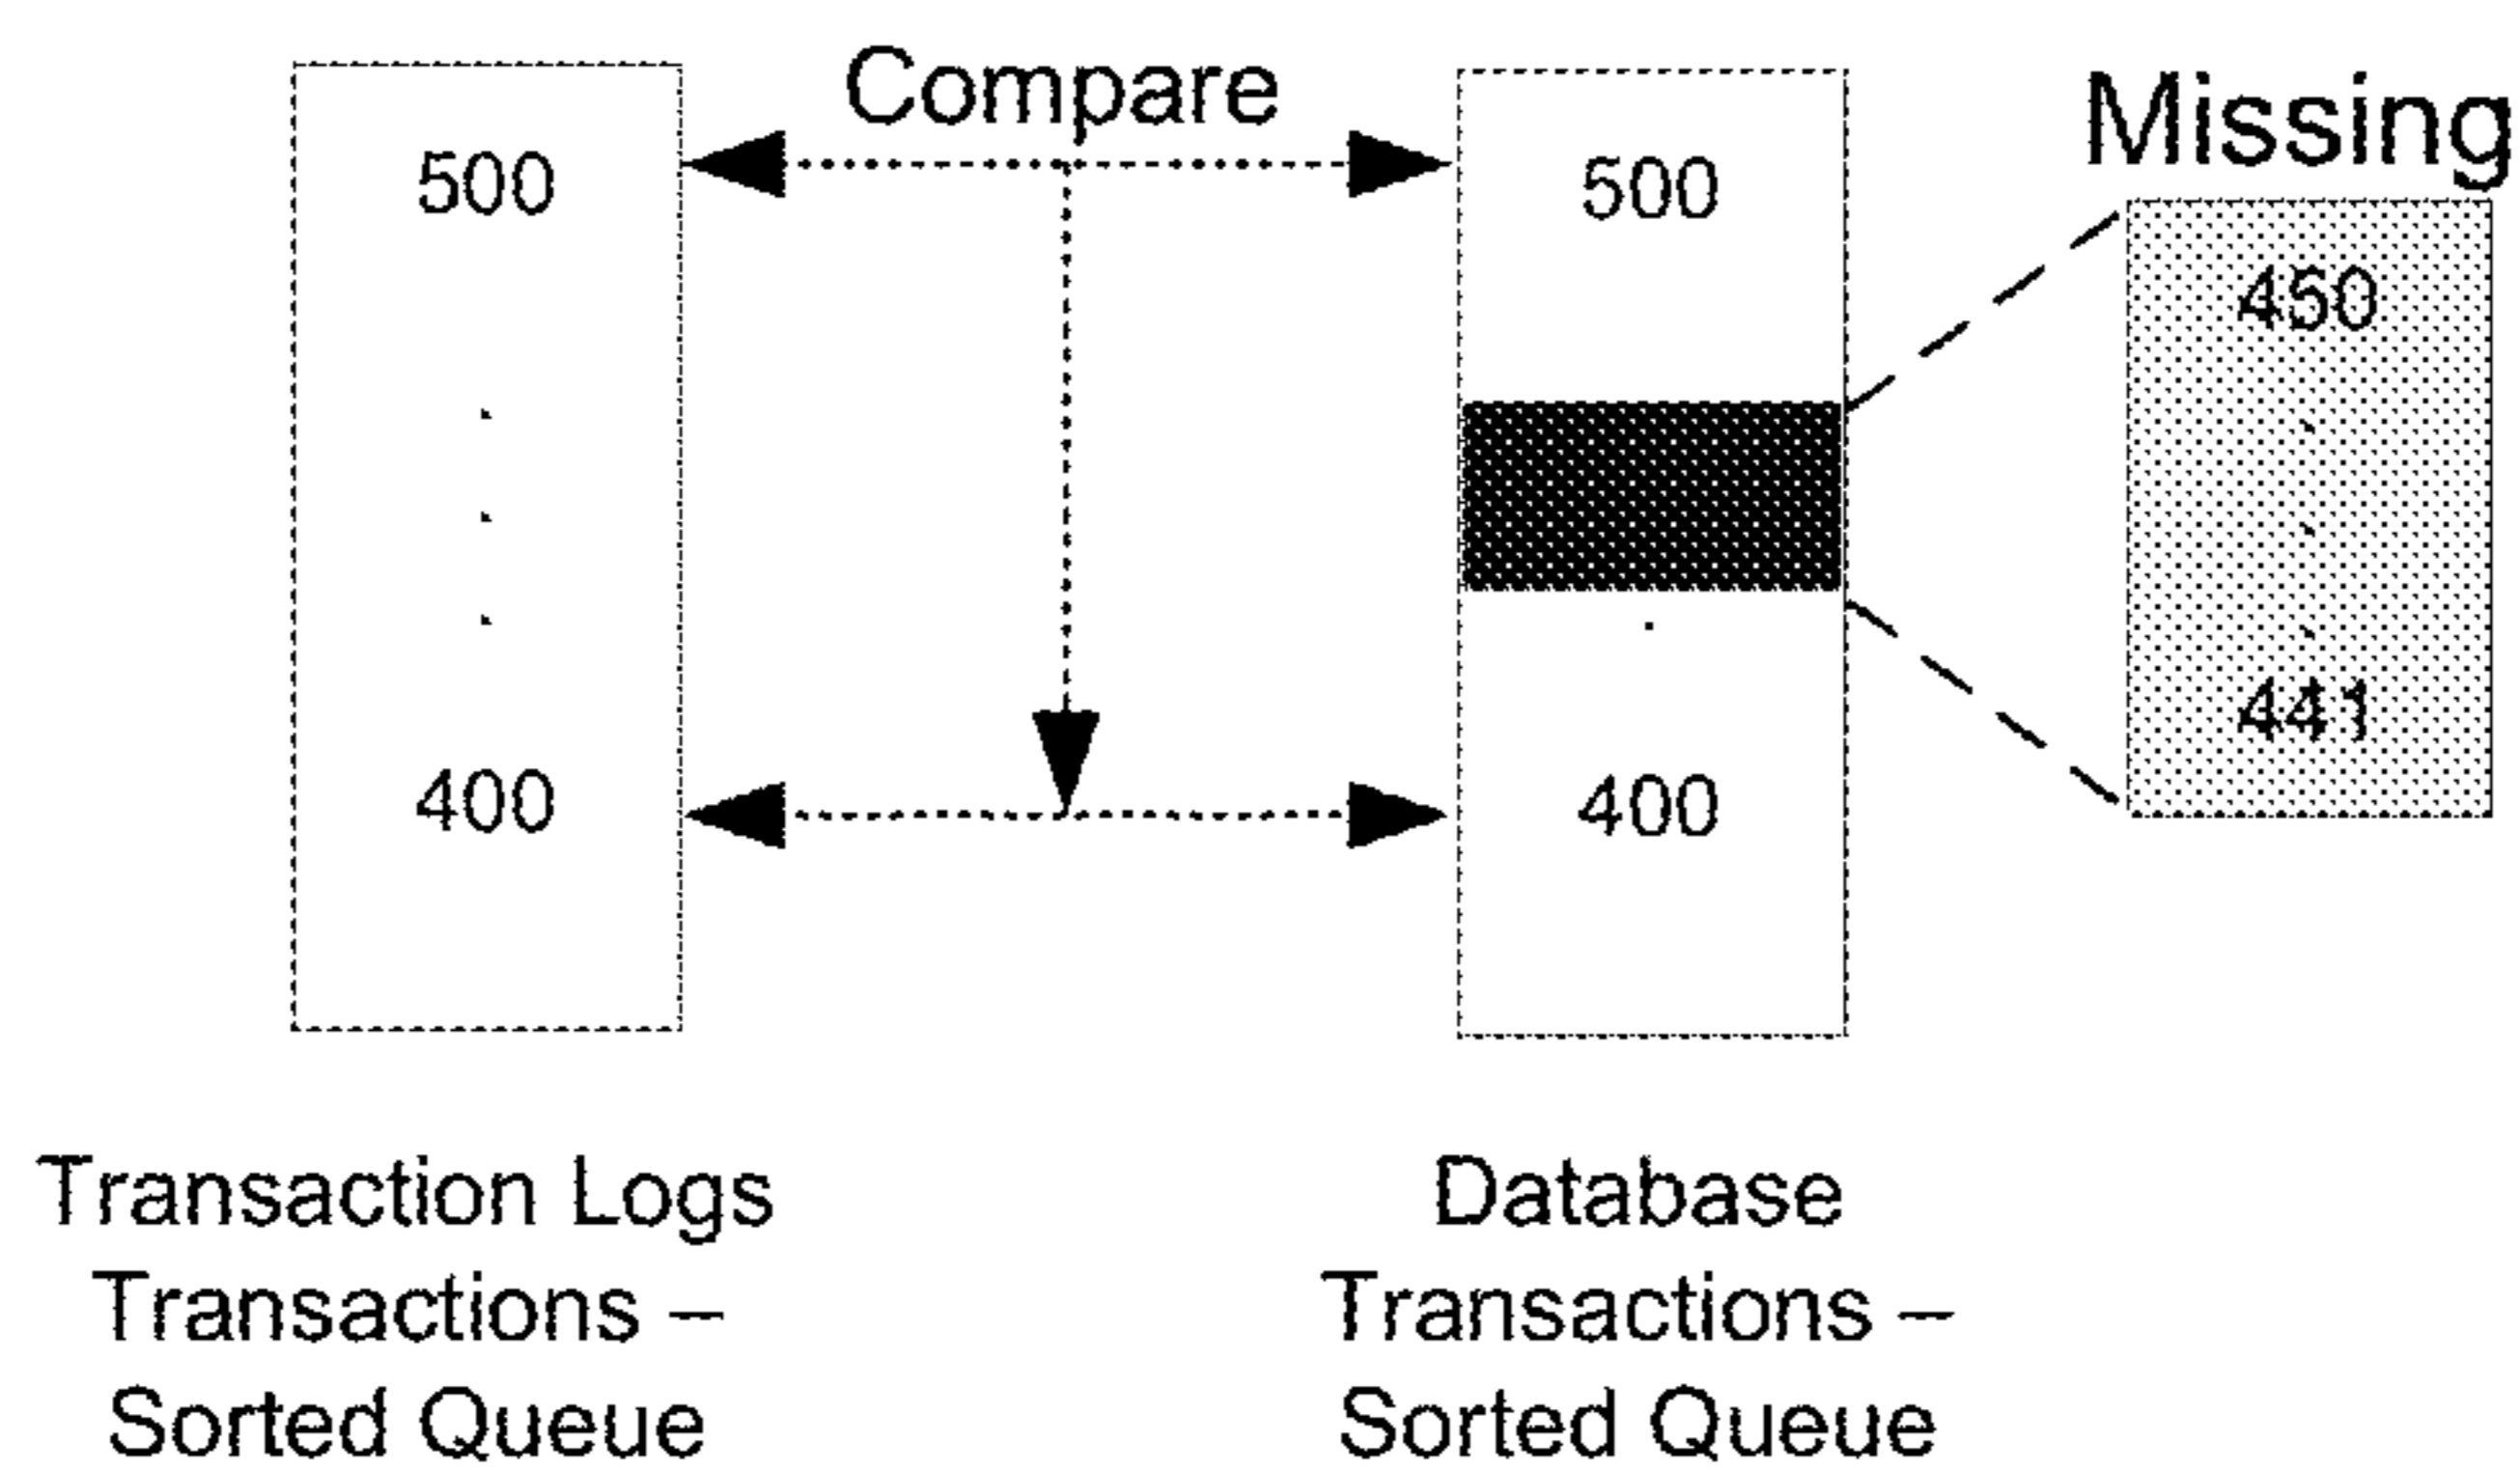 Compare
Missing
500
500
450
400
400
441
Transaction Logs
Transactions –
Sorted Queue
Database
Transactions –
Sorted Queue